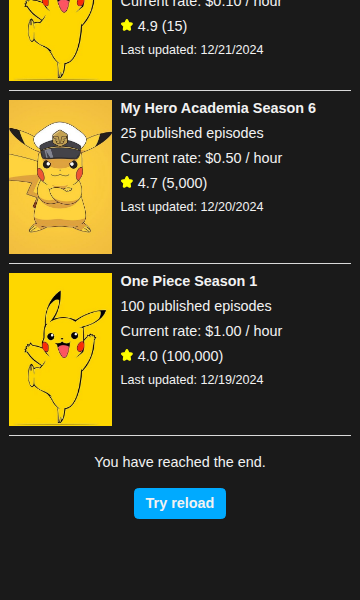 Current rate: $0.10 / hour
4.9 (15)
Last updated: 12/21/2024
My Hero Academia Season 6
25 published episodes
Current rate: $0.50 / hour
4.7 (5,000)
Last updated: 12/20/2024
One Piece Season 1
100 published episodes
Current rate: $1.00 / hour
4.0 (100,000)
Last updated: 12/19/2024
You have reached the end.
Try reload